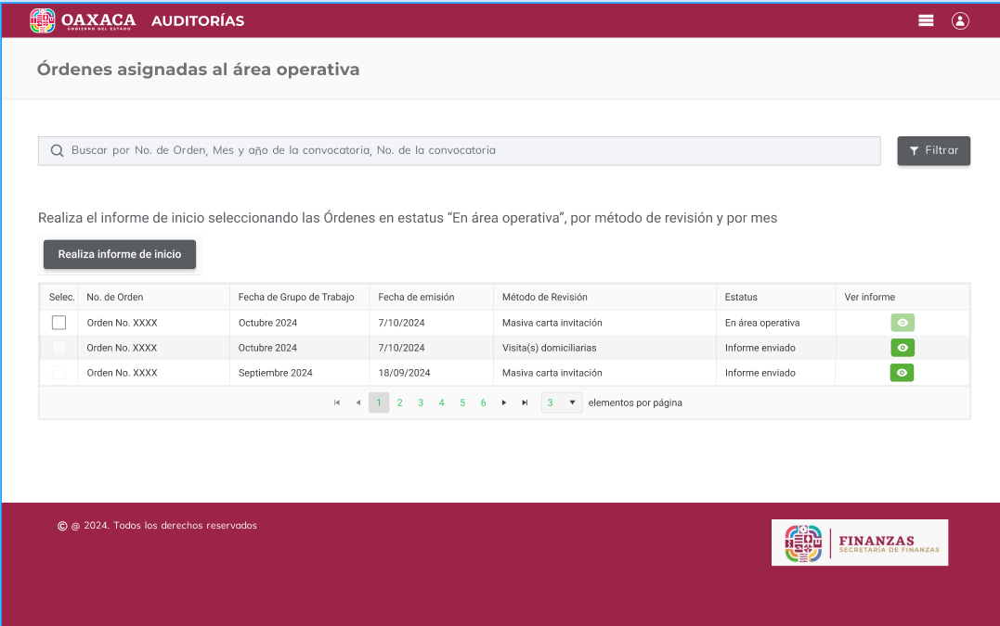 OAXACA AUDITORÍAS
GOBIERNO DEL ESTADO
Órdenes asignadas al área operativa
Buscar por No. de Orden, Mes y año de la convocatoria, No. de la convocatoria Filtrar
Realiza el informe de inicio seleccionando las Órdenes en estatus “En área operativa”, por método de revisión y por mes
Realiza informe de inicio
Selec. No. de Orden Fecha de Grupo de Trabajo Fecha de emisión Método de Revisión Estatus Ver informe
Orden No. XXXX Octubre 2024 7/10/2024 Masiva carta invitación En área operativa
Orden No. XXXX Octubre 2024 7/10/2024 Visita(s) domiciliarias Informe enviado
Orden No. XXXX Septiembre 2024 18/09/2024 Masiva carta invitación Informe enviado
1 2 3 4 5 6 3 elementos por página
© @ 2024. Todos los derechos reservados
FINANZAS
SECRETARÍA DE FINANZAS